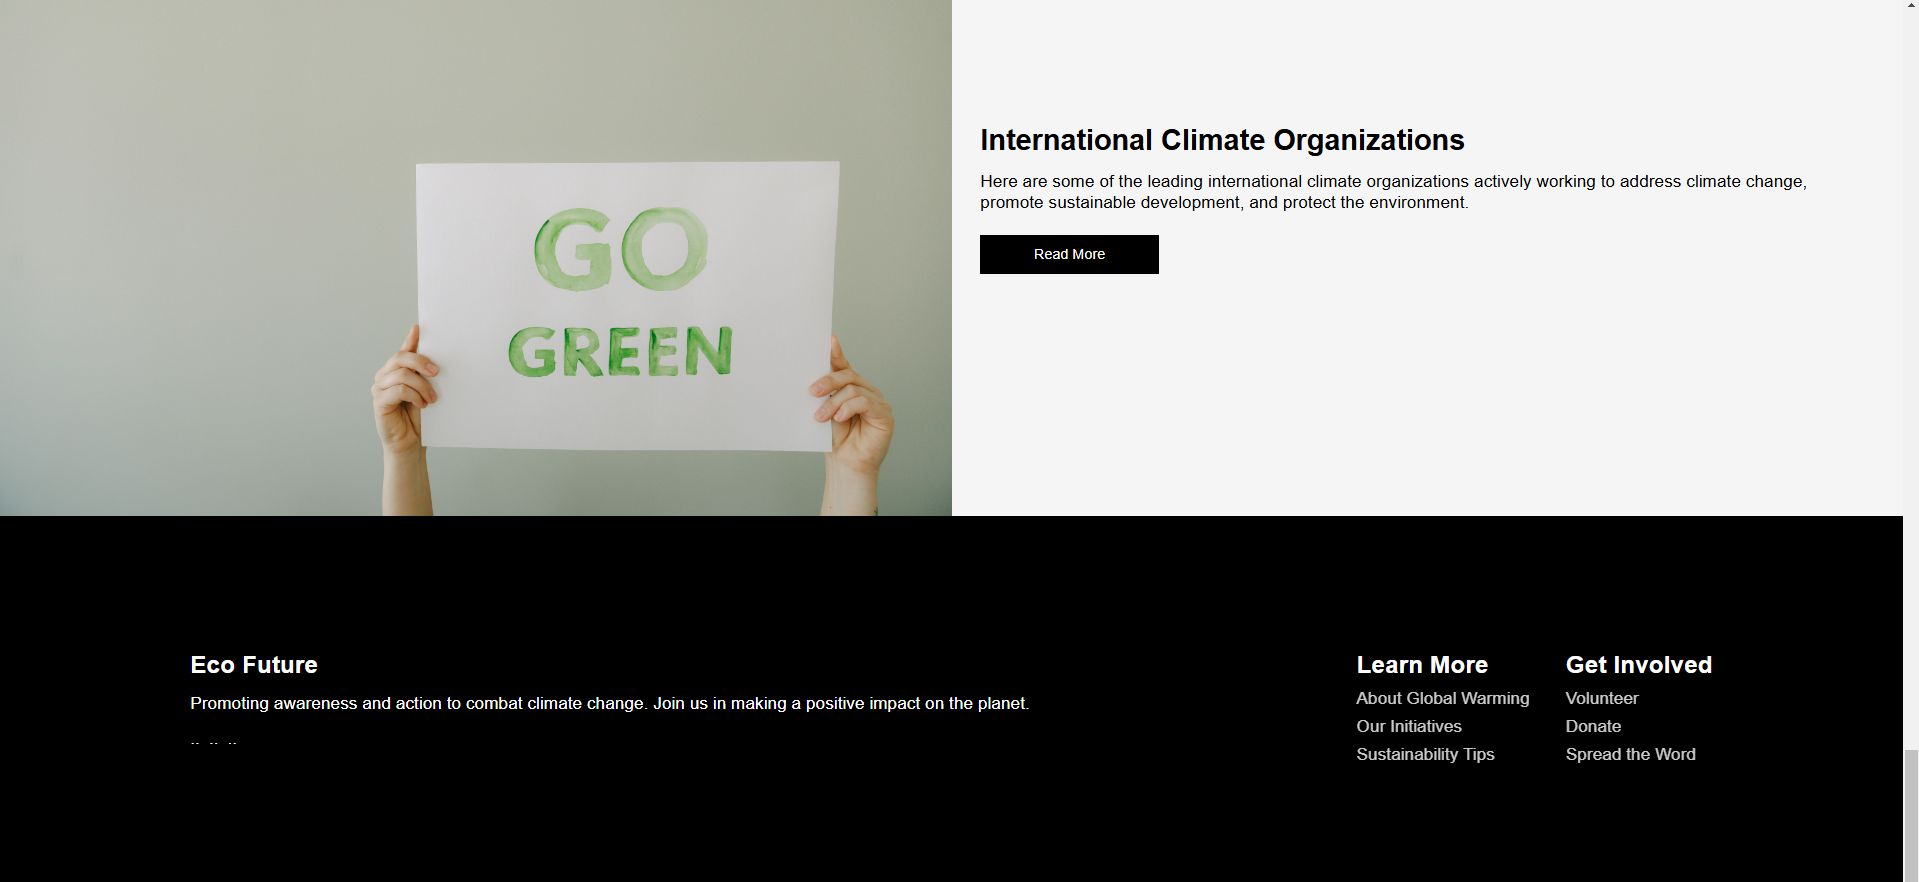 GO
GREEN
International Climate Organizations
Here are some of the leading international climate organizations actively working to address climate change,
promote sustainable development, and protect the environment.
Read More
Eco Future
Promoting awareness and action to combat climate change. Join us in making a positive impact on the planet.
Learn More
About Global Warming
Our Initiatives
Sustainability Tips
Get Involved
Volunteer
Donate
Spread the Word